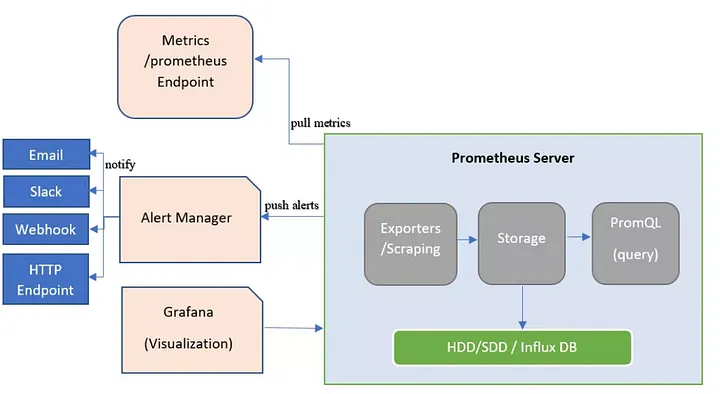 Metrics
/prometheus
Endpoint
pull metrics
Prometheus Server
Email
notify
Slack
Webhook
HTTP
Endpoint
Alert Manager
push alerts
Exporters
/Scraping
Storage
PromQL
(query)
Grafana
(Visualization)
HDD/SDD / Influx DB